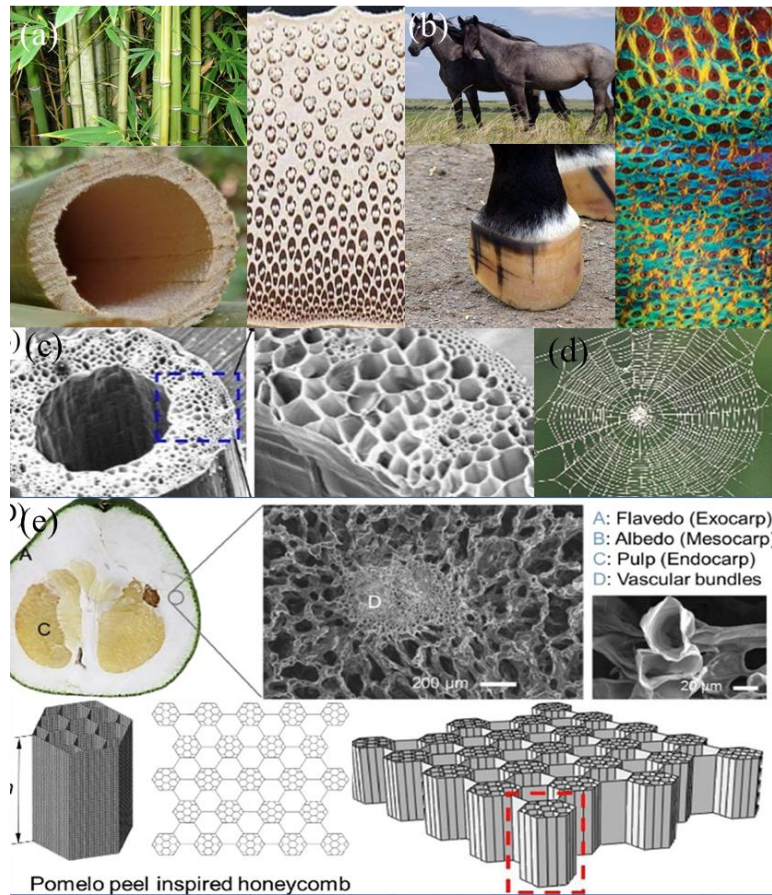 (a)
(b)
)
(c)
(d)
(e)
A
C
D
200 μm
A: Flavedo (Exocarp)
B: Albedo (Mesocarp)
C: Pulp (Endocarp)
D: Vascular bundles
20 μm
Pomelo peel inspired honeycomb